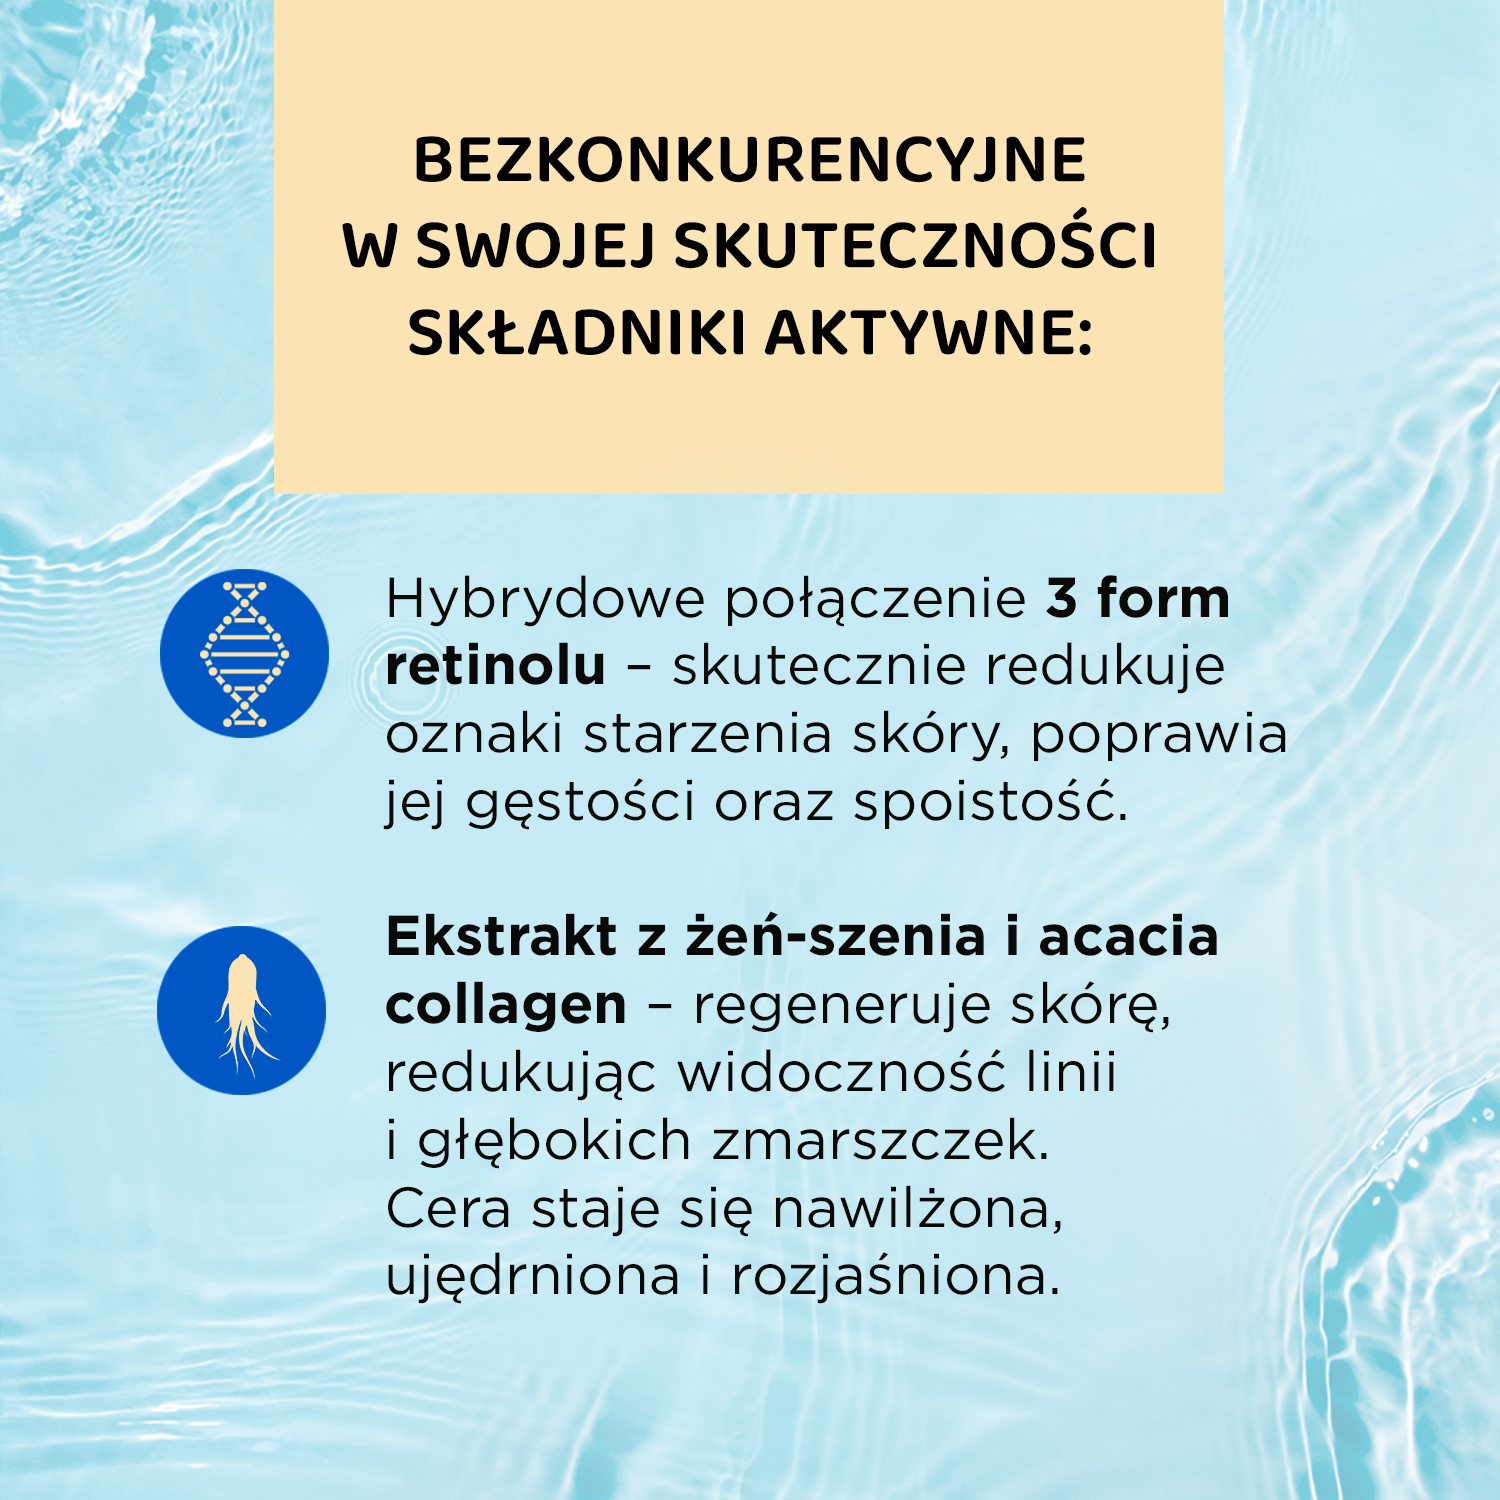 BEZKONKURENCYJNE
W SWOJEJ SKUTECZNOŚCI
SKŁADNIKI AKTYWNE:
Hybrydowe połączenie 3 form
retinolu – skutecznie redukuje
oznaki starzenia skóry, poprawia
jej gęstości oraz spoistość.
Ekstrakt z żeń-szenia i acacia
collagen – regeneruje skórę,
redukując widoczność linii
i głębokich zmarszczek.
Cera staje się nawilżona,
ujędrniona i rozjaśniona.